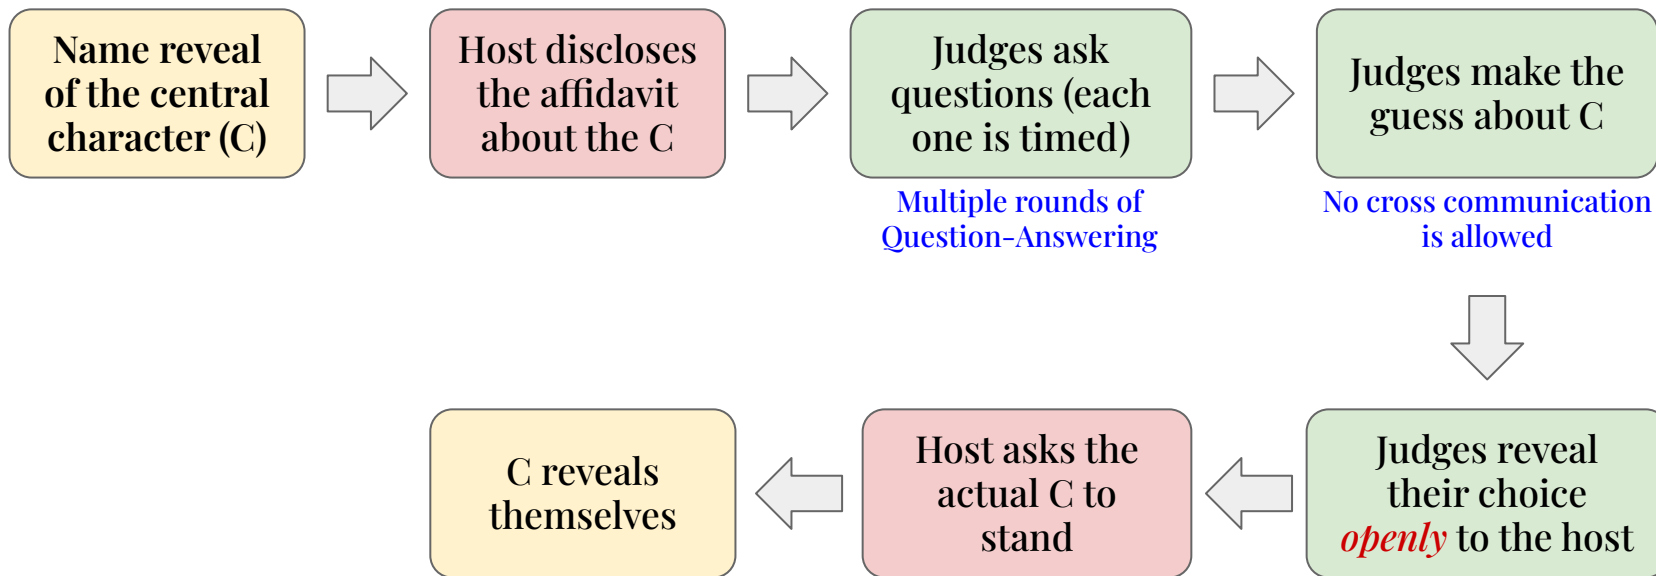 Name reveal
of the central
character (C)
Host discloses
the affidavit
about the C
Judges ask
questions (each
one is timed)
Multiple rounds of
Question-Answering
Judges make the
guess about C
No cross communication
is allowed
Judges reveal
their choice
openly to the host
Host asks the
actual C to
stand
C reveals
themselves